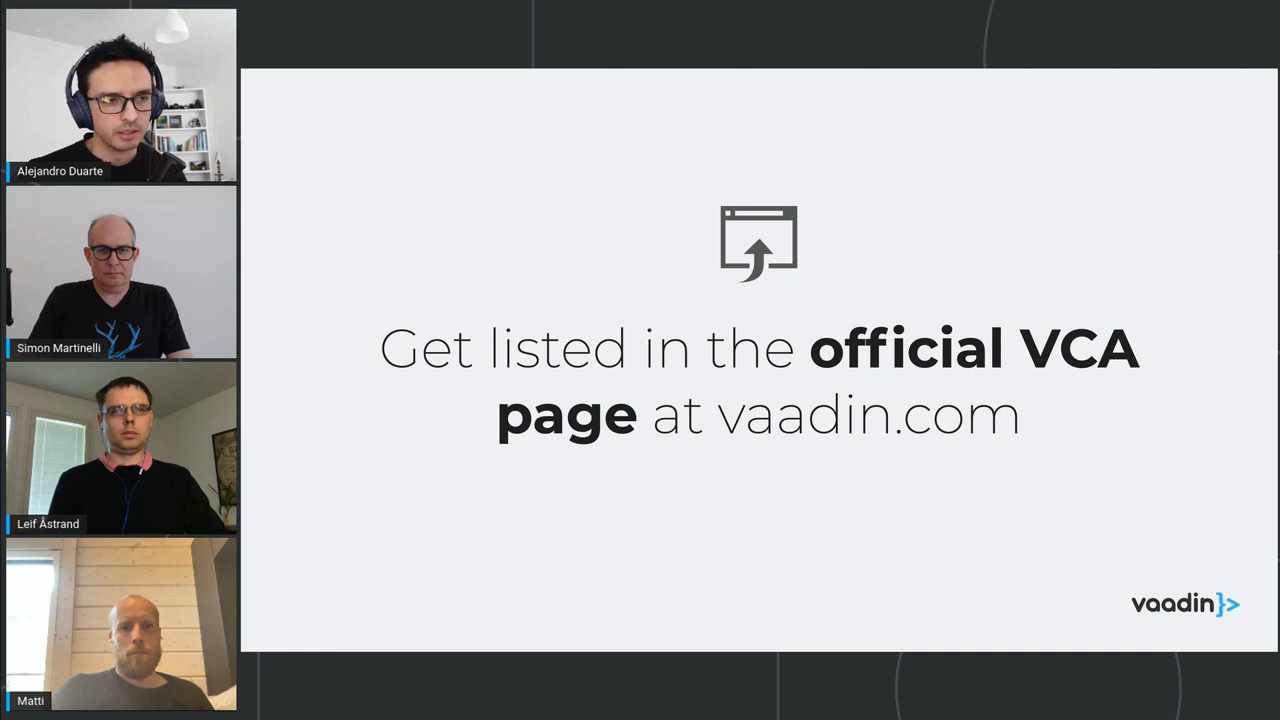 Alejandro Duarte
Simon Martinelli
Leif Åstrand
Matti
Get listed in the official VCA
page at vaadin.com
vaadin}>